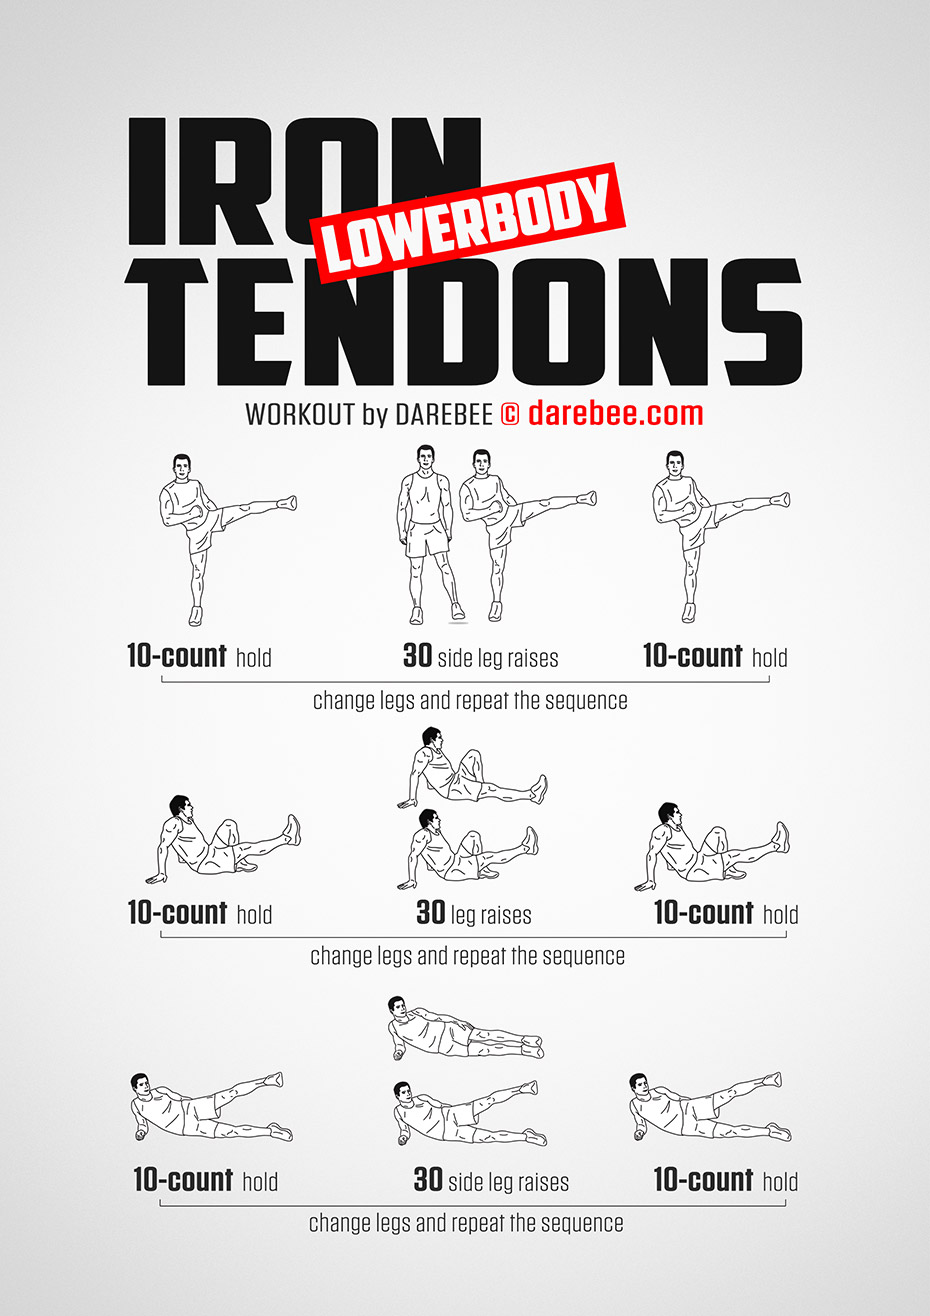 IRON
LOWERBODY
TENDONS
WORKOUT by DAREBEE © darebee.com
10-count hold
30 side leg raises
10-count hold
change legs and repeat the sequence
10-count hold
30 leg raises
10-count hold
change legs and repeat the sequence
10-count hold
30 side leg raises
10-count hold
change legs and repeat the sequence